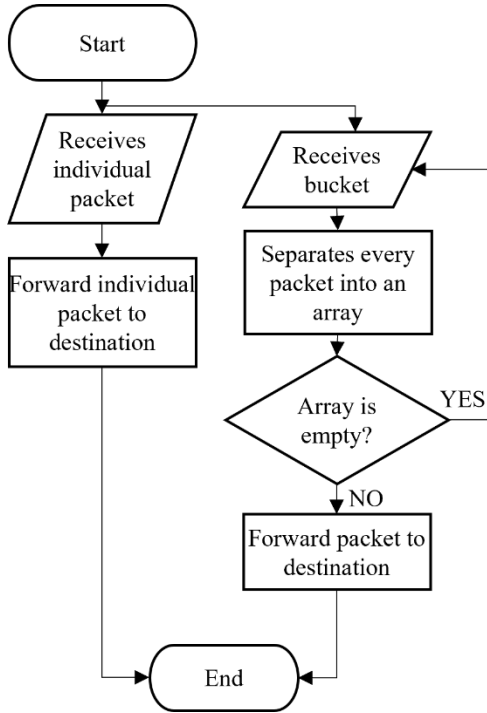 Start
Receives
individual
packet
Forward individual
packet to
destination
Receives
bucket
Separates every
packet into an
array
Array is
empty?
YES
NO
Forward packet to
destination
End